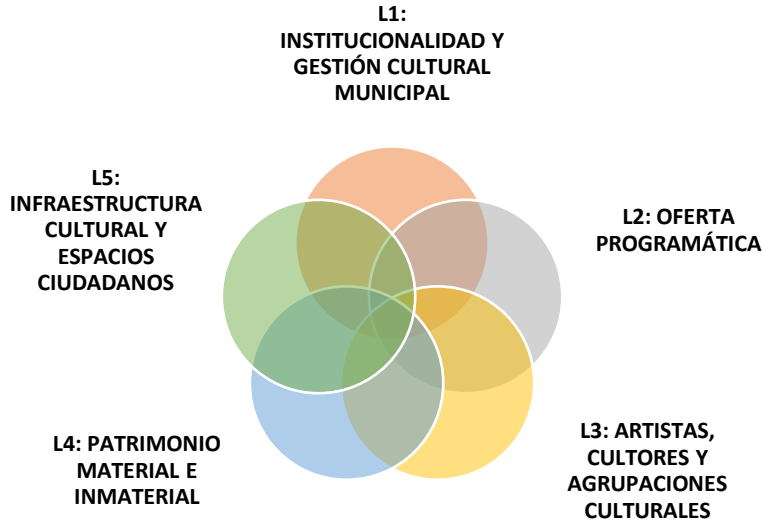 L1:
INSTITUCIONALIDAD Y
GESTIÓN CULTURAL
MUNICIPAL
L2: OFERTA
PROGRAMÁTICA
L3: ARTISTAS,
CULTORES Y
AGRUPACIONES
CULTURALES
L4: PATRIMONIO
MATERIAL E
INMATERIAL
L5:
INFRAESTRUCTURA
CULTURAL Y
ESPACIOS
CIUDADANOS